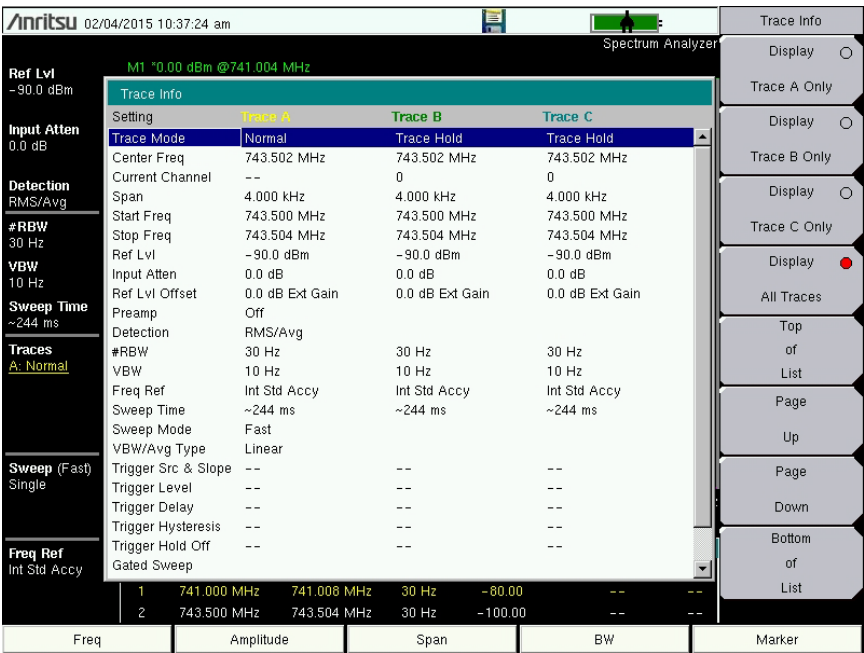 Anritsu 02/04/2015 10:37:24 am
Trace Info
Spectrum Analyzer
M1 *0.00 dBm @741.004 MHz
Ref Lvl
-90.0 dBm
Input Atten
0.0 dB
Detection
RMS/Avg
#RBW
30 Hz
VBW
10 Hz
Sweep Time
~244 ms
Traces
A: Normal
Sweep (Fast)
Single
Freq Ref
Int Std Accy
Trace Info
Setting Trace A Trace B Trace C
Trace Mode Normal Trace Hold Trace Hold
Center Freq 743.502 MHz 743.502 MHz 743.502 MHz
Current Channel -- 0 0
Span 4.000 kHz 4.000 kHz 4.000 kHz
Start Freq 743.500 MHz 743.500 MHz 743.500 MHz
Stop Freq 743.504 MHz 743.504 MHz 743.504 MHz
Ref Lvl -90.0 dBm -90.0 dBm -90.0 dBm
Input Atten 0.0 dB 0.0 dB 0.0 dB
Ref Lvl Offset 0.0 dB Ext Gain 0.0 dB Ext Gain 0.0 dB Ext Gain
Preamp Off
Detection RMS/Avg
#RBW 30 Hz 30 Hz 30 Hz
VBW 10 Hz 10 Hz 10 Hz
Freq Ref Int Std Accy Int Std Accy Int Std Accy
Sweep Time ~244 ms ~244 ms ~244 ms
Sweep Mode Fast
VBW/Avg Type Linear
Trigger Src & Slope -- -- --
Trigger Level -- -- --
Trigger Delay -- -- --
Trigger Hysteresis -- -- --
Trigger Hold Off -- -- --
Gated Sweep
1 741.000 MHz 741.008 MHz 30 Hz -80.00 -- --
2 743.500 MHz 743.504 MHz 30 Hz -100.00 -- --
Display
Trace A Only
Display
Trace B Only
Display
Trace C Only
Display
All Traces
Top
of
List
Page
Up
Page
Down
Bottom
of
List
Freq Amplitude Span BW Marker